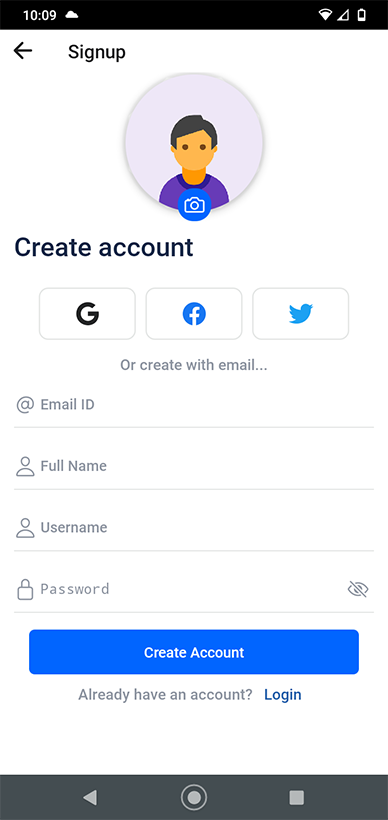 10:09
Signup
Create account
Or create with email...
@ Email ID
Full Name
Username
Password
Create Account
Already have an account? Login